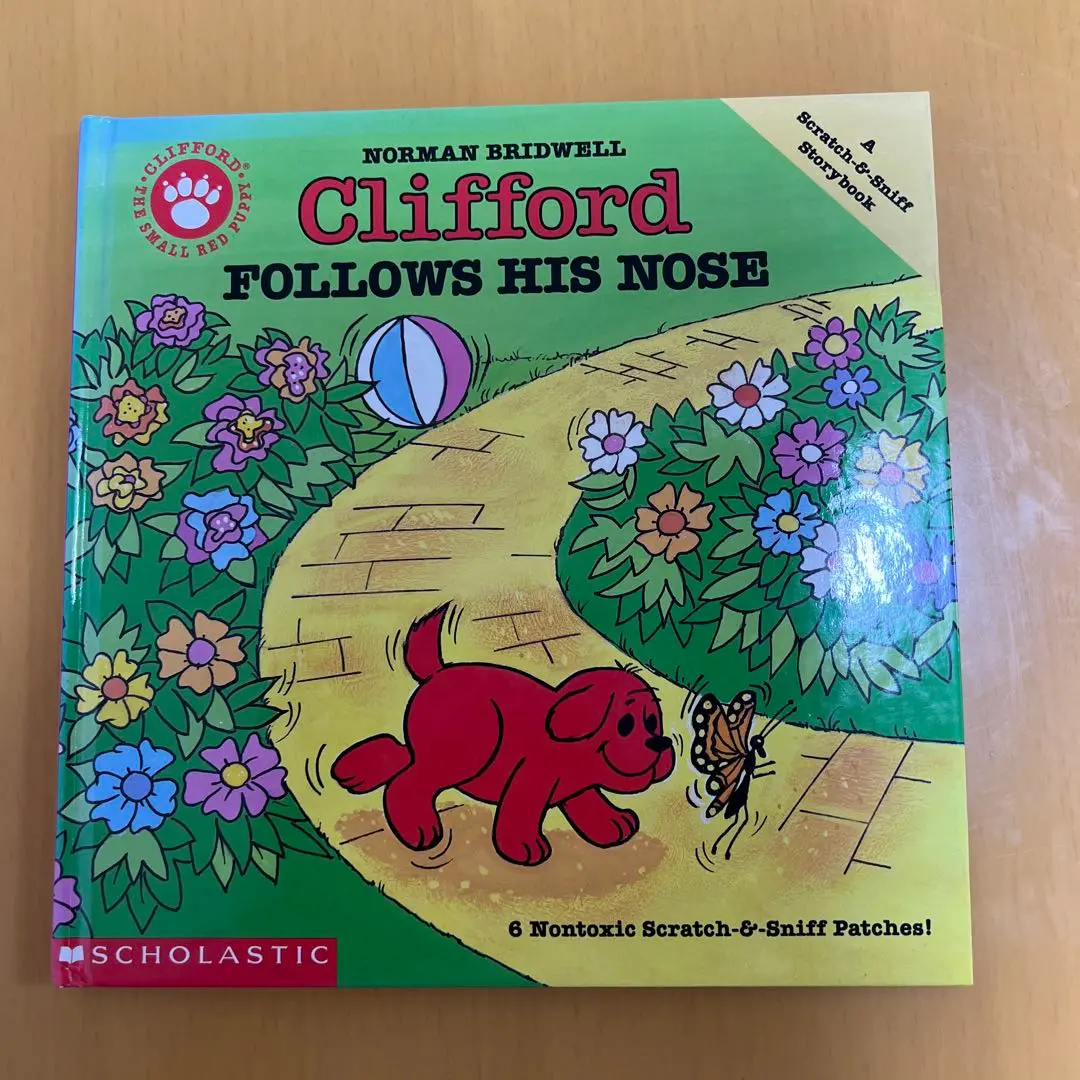 CLIFFORD®
THE SMALL RED PUPPY
NORMAN BRIDWELL
Clifford
FOLLOWS HIS NOSE
A
Scratch-&-Sniff
Storybook
6 Nontoxic Scratch-&-Sniff Patches!
SCHOLASTIC